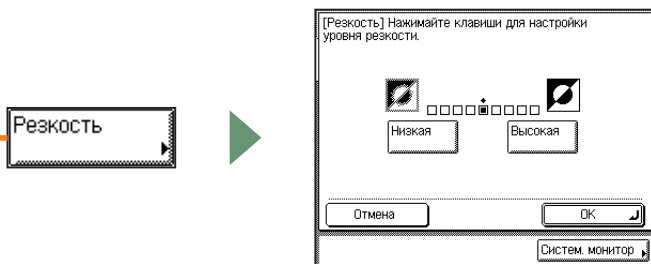 Резкость
[Резкость] Нажимайте клавиши для настройки
уровня резкости.
Низкая
Высокая
Отмена
OK
Систем. монитор